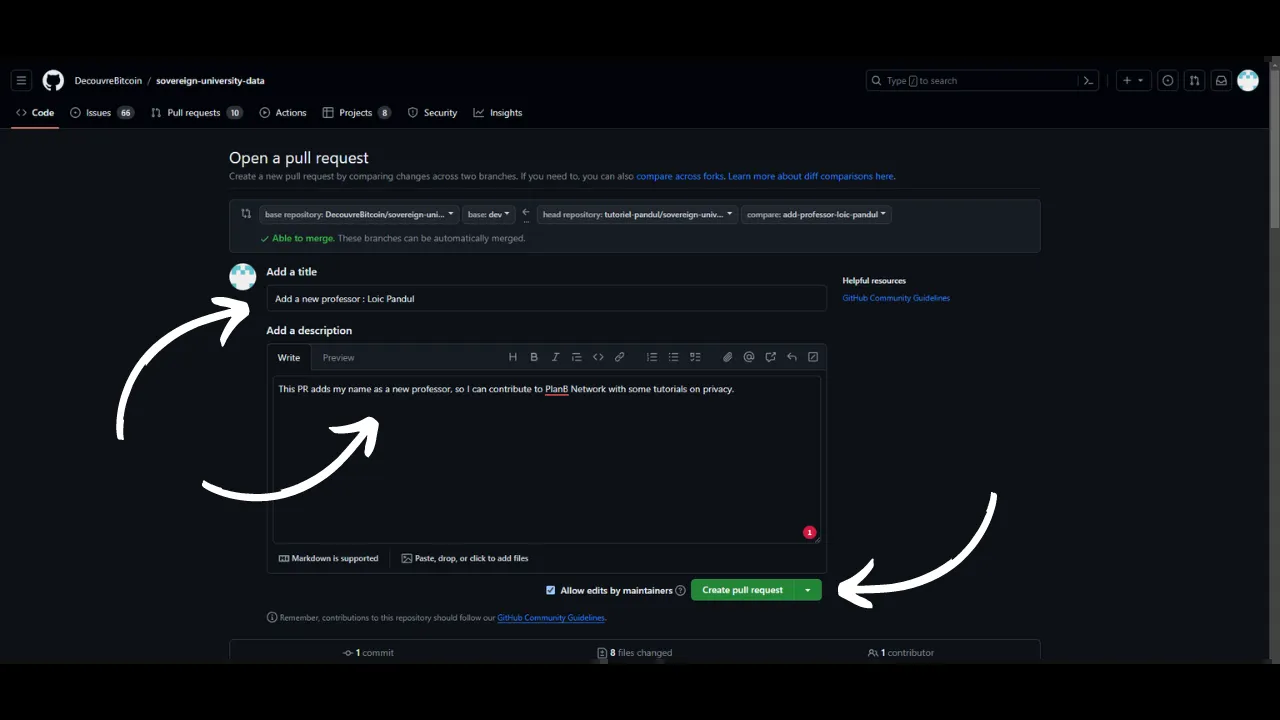 DecouvreBitcoin / sovereign-university-data
Type / to search
Code
Issues 66
Pull requests 10
Actions
Projects 8
Security
Insights
Open a pull request
Create a new pull request by comparing changes across two branches. If you need to, you can also compare across forks. Learn more about diff comparisons here.
base repository: DecouvreBitcoin/sovereign-uni...
base: dev
head repository: tutoriel-pandul/sovereign-univ...
compare: add-professor-loic-pandul
Able to merge. These branches can be automatically merged.
Add a title
Helpful resources
GitHub Community Guidelines
Add a new professor : Loic Pandul
Add a description
Write
Preview
This PR adds my name as a new professor, so I can contribute to PlanB Network with some tutorials on privacy.
1
Markdown is supported
Paste, drop, or click to add files
Allow edits by maintainers
Create pull request
Remember, contributions to this repository should follow our GitHub Community Guidelines.
1 commit
8 files changed
1 contributor